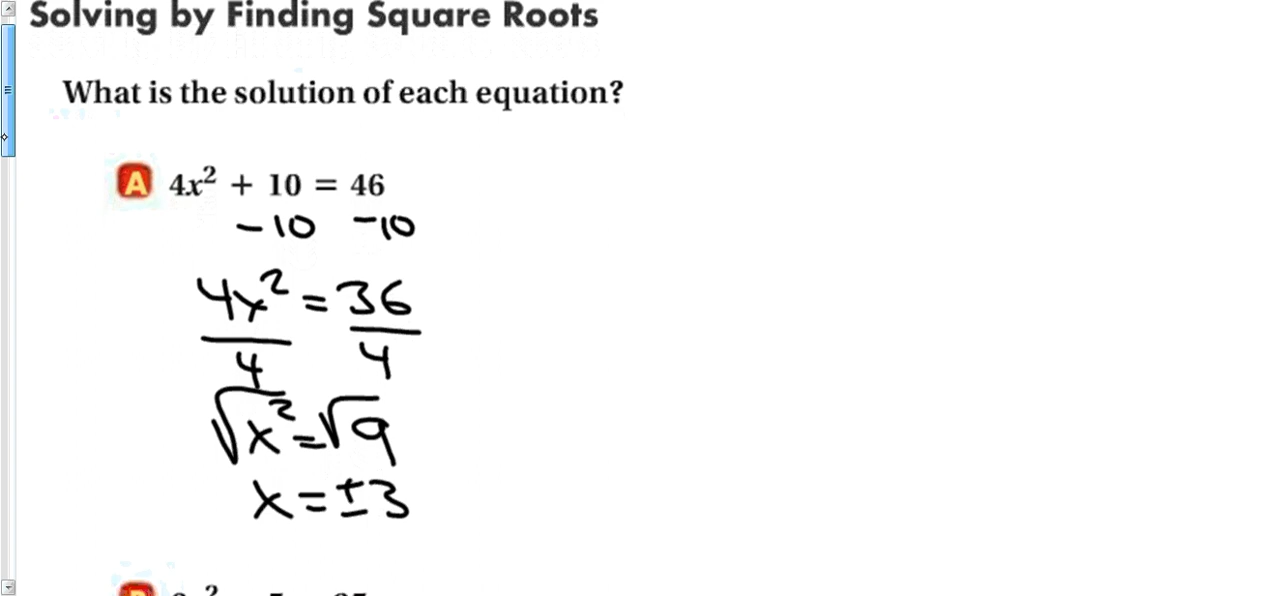 Solving by Finding Square Roots
What is the solution of each equation?
A 4x² + 10 = 46
-10 -10
4x² = 36
4 4
√x² = √9
x = ±3